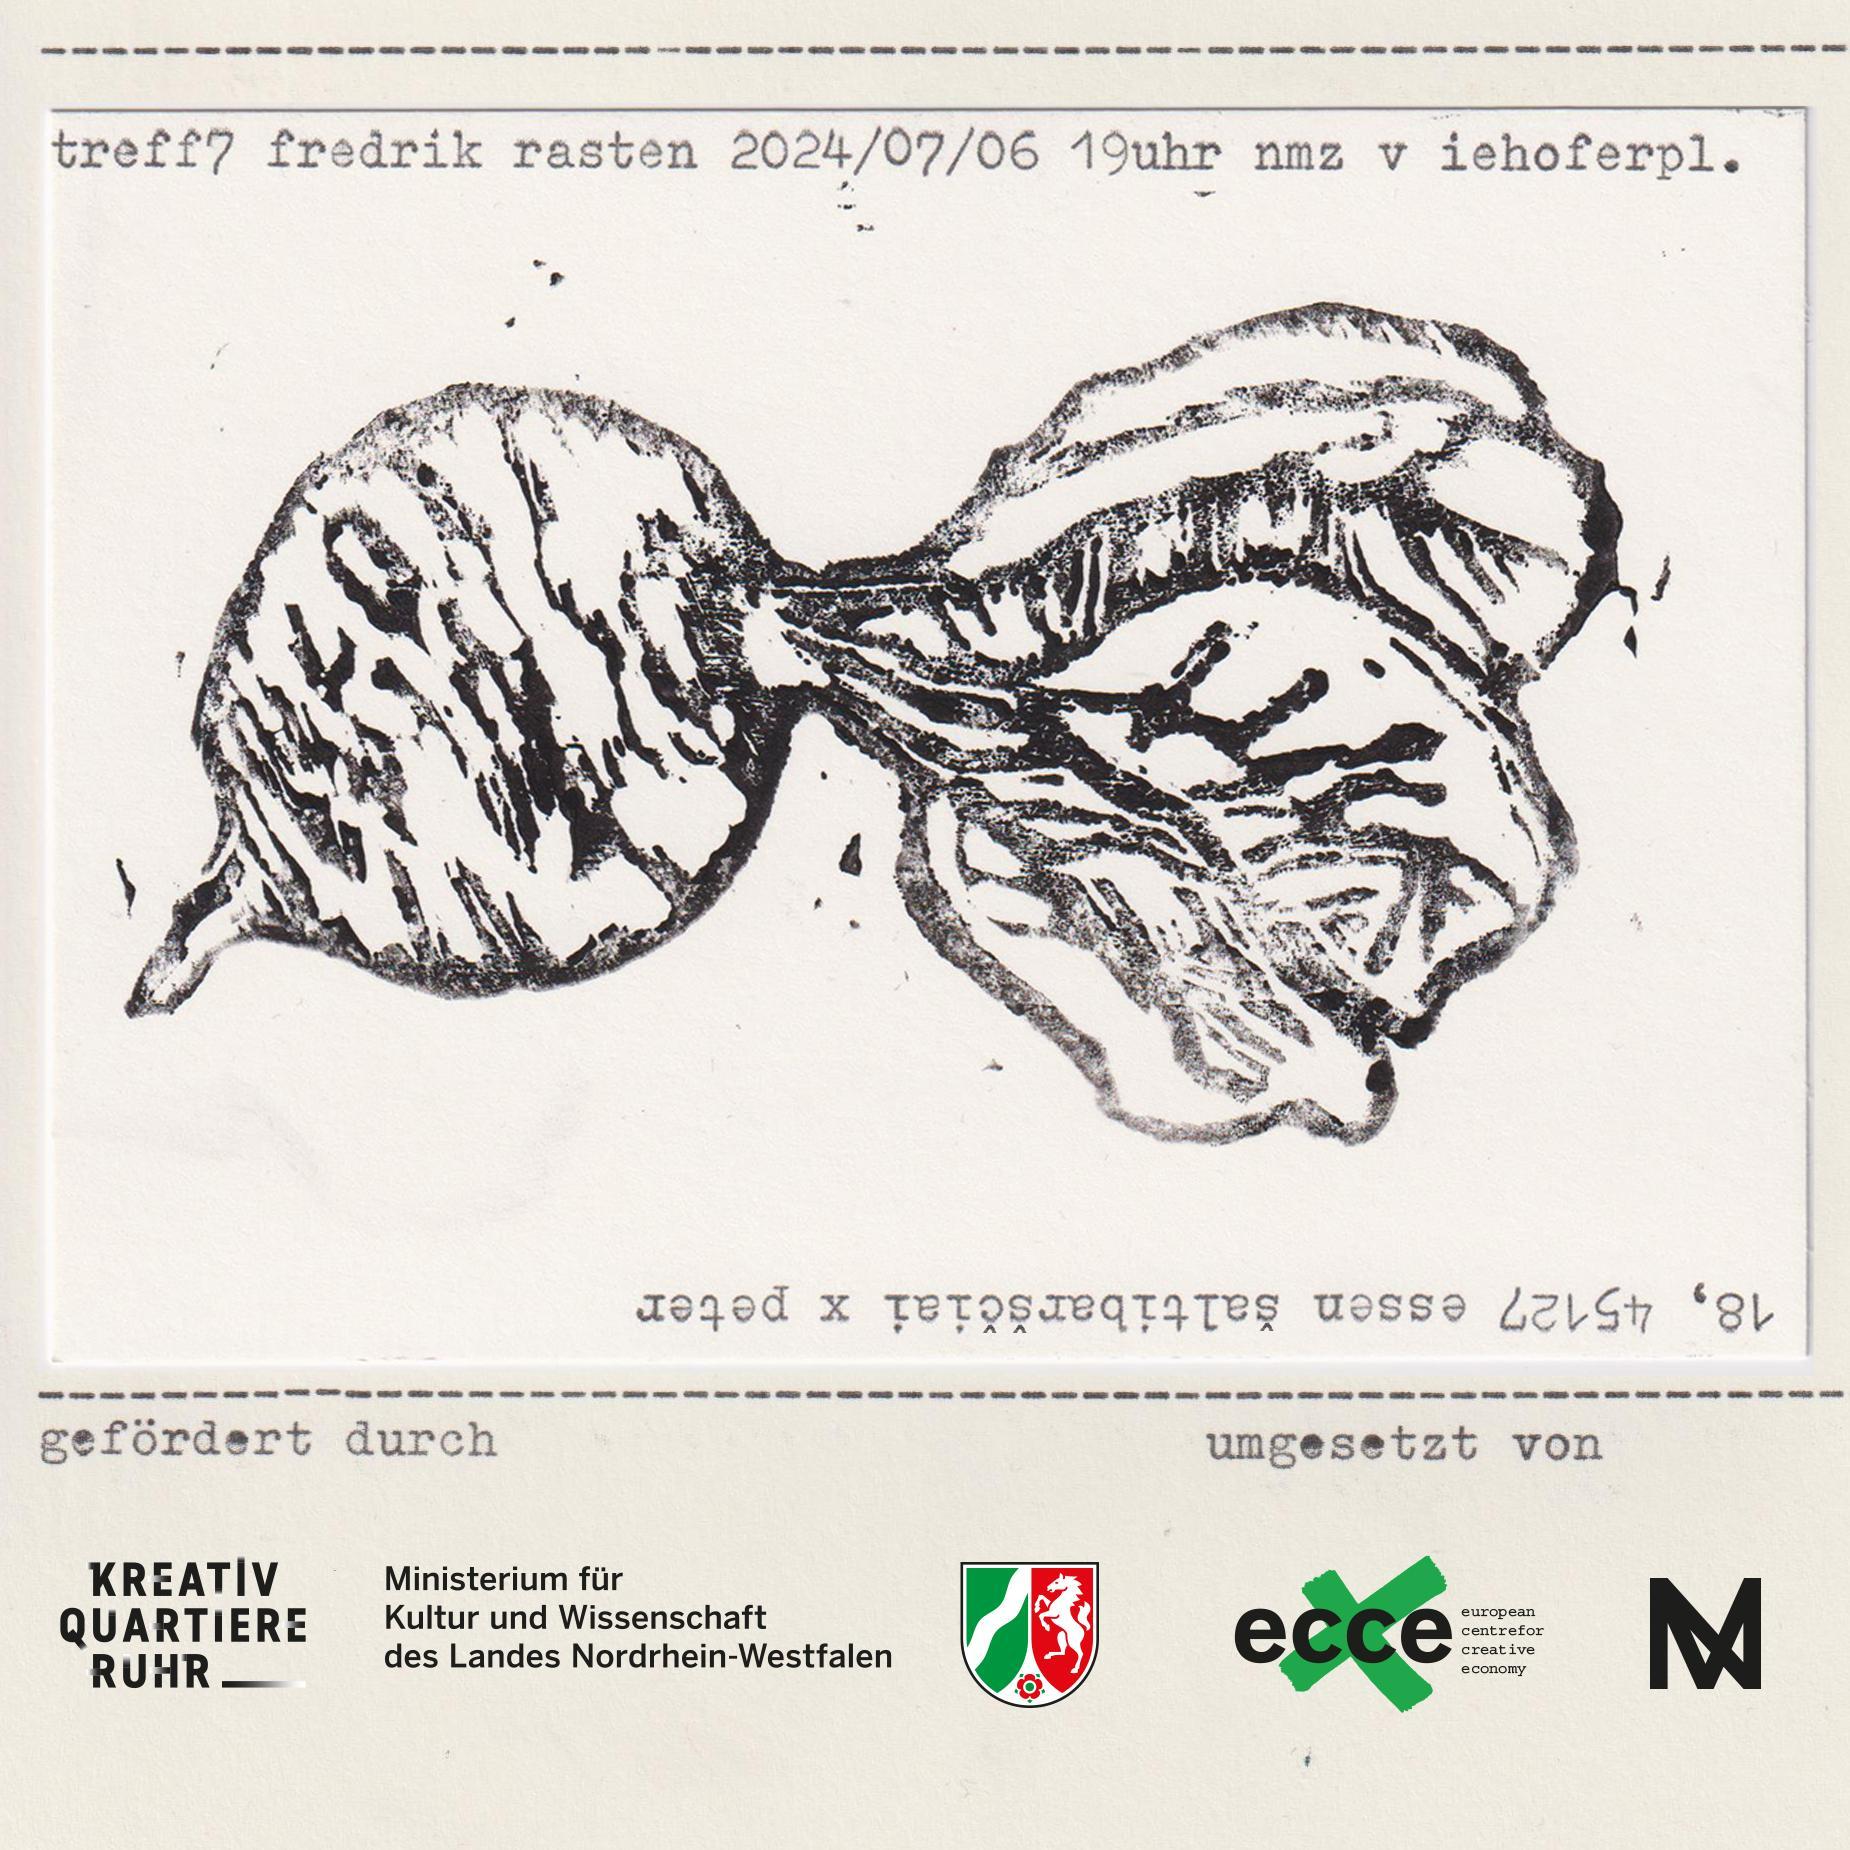 treff7 fredrik rasten 2024/07/06 19uhr nmz v iehoferpl.
18, 45127 essen šaltibarščiai x peter
gefördert durch
umgesetzt von
KREATIV
QUARTIERE
RUHR
Ministerium für
Kultur und Wissenschaft
des Landes Nordrhein-Westfalen
ecce
european
centrefor
creative
economy